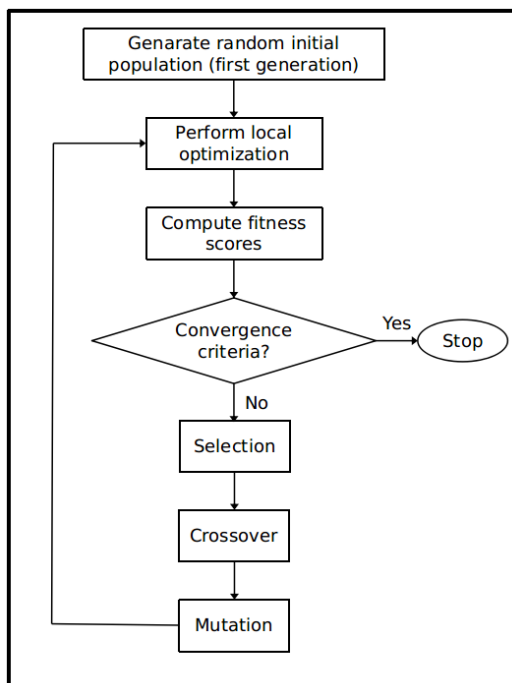 Genarate random initial
population (first generation)
Perform local
optimization
Compute fitness
scores
Convergence
criteria?
Yes
Stop
No
Selection
Crossover
Mutation